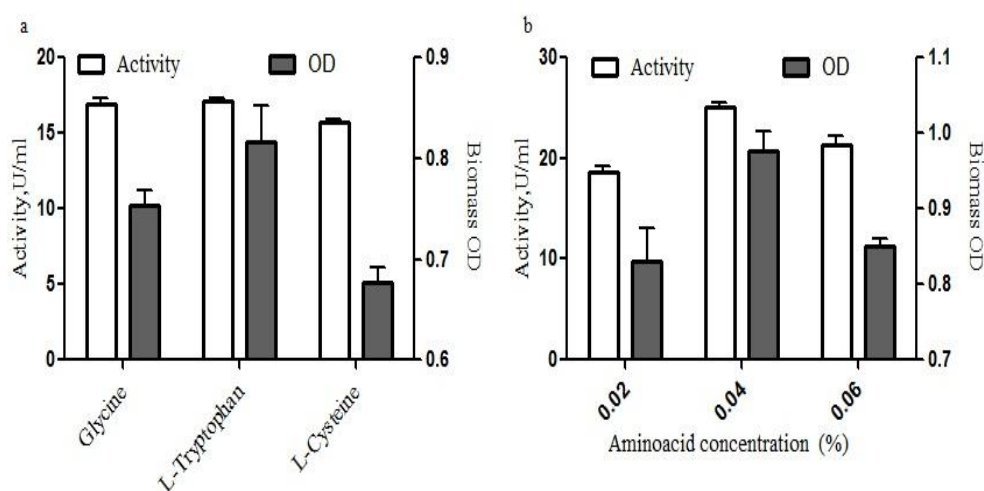 a
Activity OD
20
15
10
5
0
Activity,U/ml
0.9
0.8
0.7
0.6
Biomass OD
Glycine
L-Tryptophan
L-Cysteine
b
Activity OD
30
20
10
0
Activity,U/ml
1.1
1.0
0.9
0.8
0.7
Biomass OD
0.02
0.04
0.06
Aminoacid concentration (%)